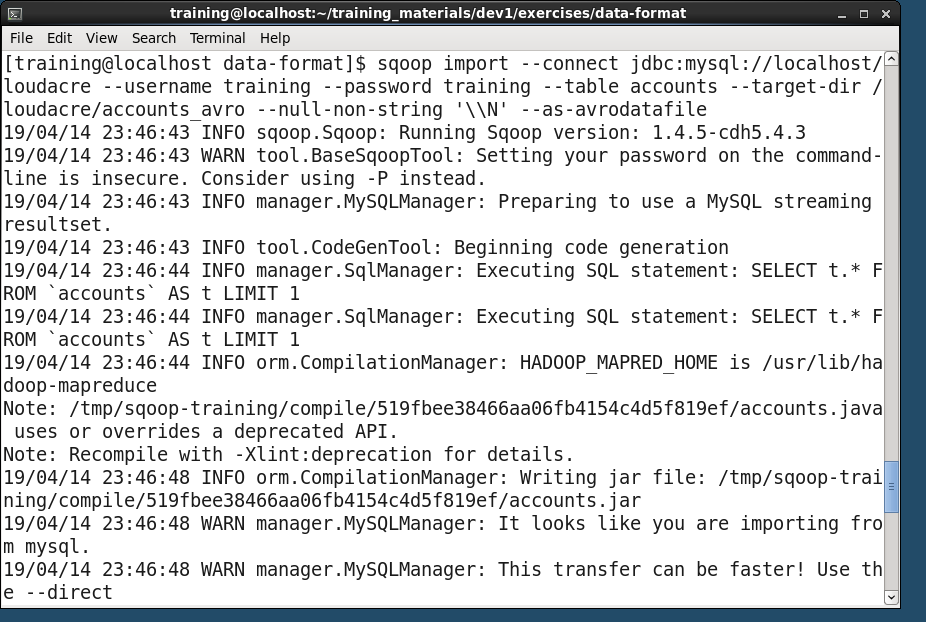 training@localhost:~/training_materials/dev1/exercises/data-format
File Edit View Search Terminal Help
[training@localhost data-format]$ sqoop import --connect jdbc:mysql://localhost/
loudacre --username training --password training --table accounts --target-dir /
loudacre/accounts_avro --null-non-string '\\N' --as-avrodatafile
19/04/14 23:46:43 INFO sqoop.Sqoop: Running Sqoop version: 1.4.5-cdh5.4.3
19/04/14 23:46:43 WARN tool.BaseSqoopTool: Setting your password on the command-
line is insecure. Consider using -P instead.
19/04/14 23:46:43 INFO manager.MySQLManager: Preparing to use a MySQL streaming 
resultset.
19/04/14 23:46:43 INFO tool.CodeGenTool: Beginning code generation
19/04/14 23:46:44 INFO manager.SqlManager: Executing SQL statement: SELECT t.* F
ROM `accounts` AS t LIMIT 1
19/04/14 23:46:44 INFO manager.SqlManager: Executing SQL statement: SELECT t.* F
ROM `accounts` AS t LIMIT 1
19/04/14 23:46:44 INFO orm.CompilationManager: HADOOP_MAPRED_HOME is /usr/lib/ha
doop-mapreduce
Note: /tmp/sqoop-training/compile/519fbee38466aa06fb4154c4d5f819ef/accounts.java
 uses or overrides a deprecated API.
Note: Recompile with -Xlint:deprecation for details.
19/04/14 23:46:48 INFO orm.CompilationManager: Writing jar file: /tmp/sqoop-trai
ning/compile/519fbee38466aa06fb4154c4d5f819ef/accounts.jar
19/04/14 23:46:48 WARN manager.MySQLManager: It looks like you are importing fro
m mysql.
19/04/14 23:46:48 WARN manager.MySQLManager: This transfer can be faster! Use th
e --direct